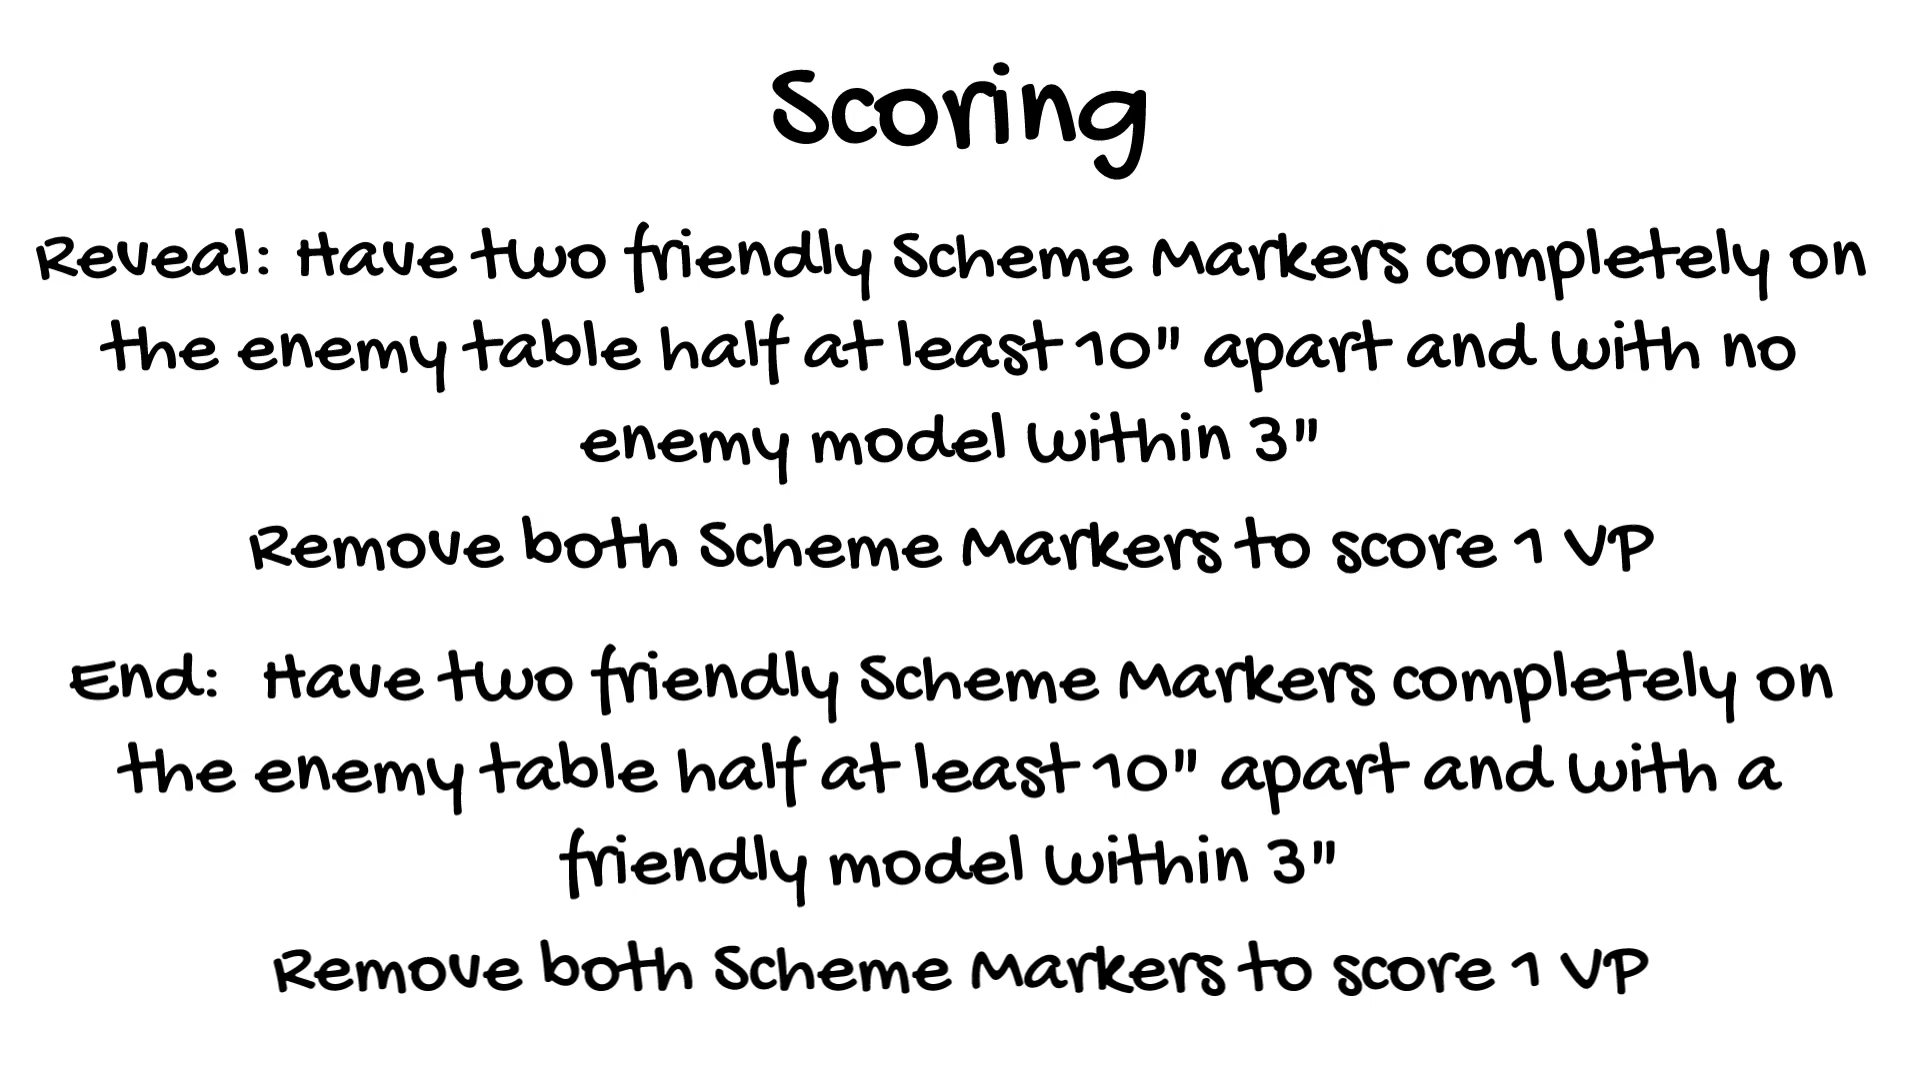 Scoring
Reveal: Have two friendly Scheme Markers completely on
the enemy table half at least 10" apart and with no
enemy model within 3"
Remove both Scheme Markers to score 1 VP
End: Have two friendly Scheme Markers completely on
the enemy table half at least 10" apart and with a
friendly model within 3"
Remove both Scheme Markers to score 1 VP